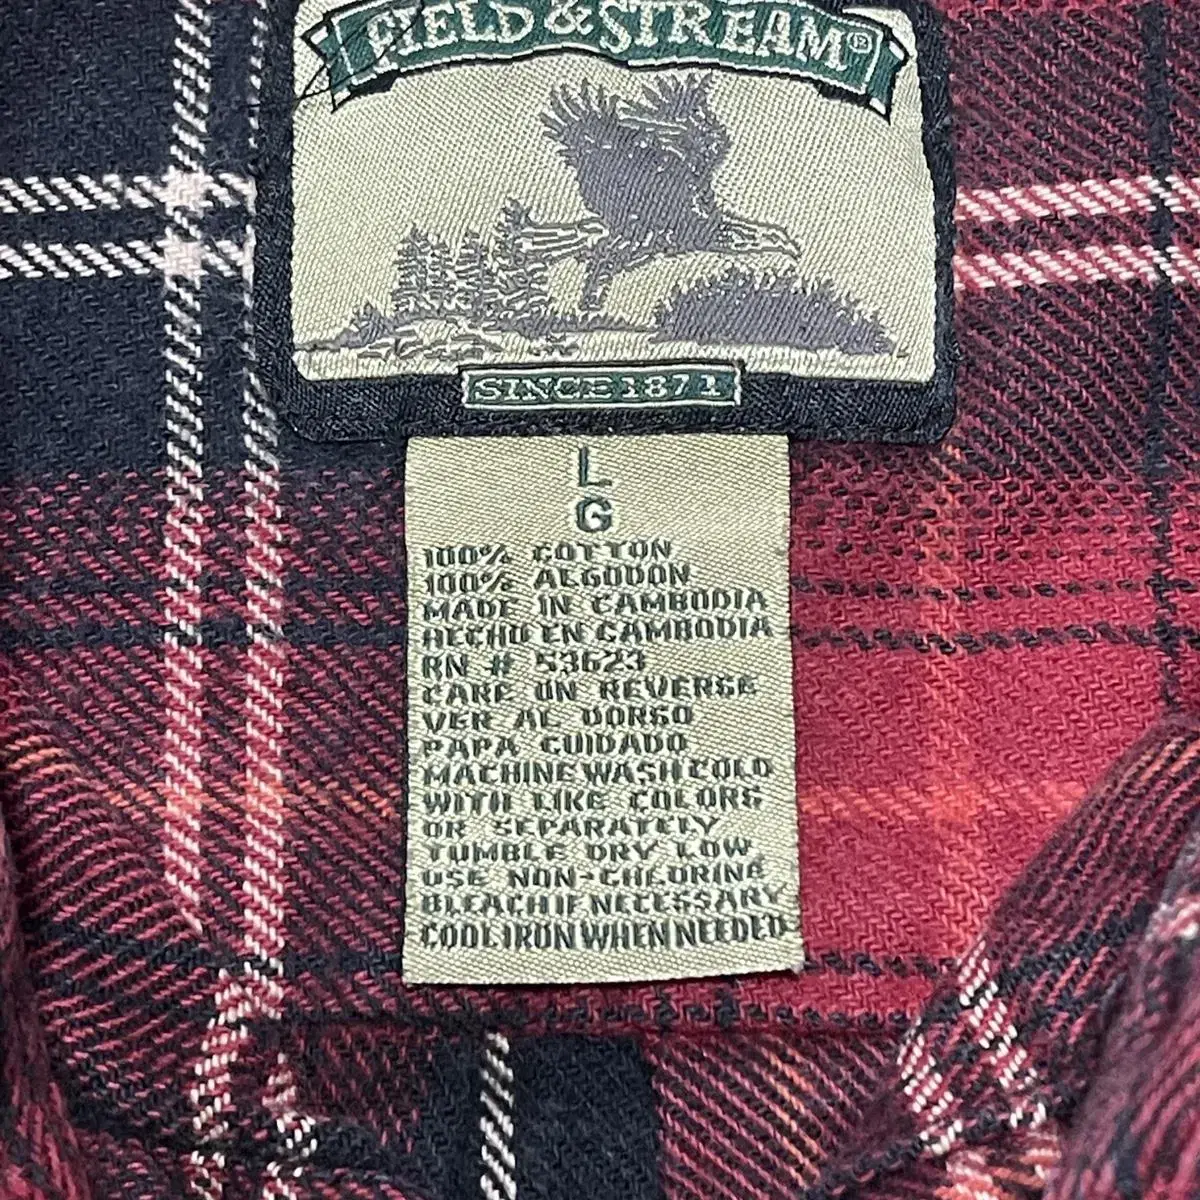 FIELD & STREAM®
SINCE 1871
L
G
100% COTTON
100% ALGODON
MADE IN CAMBODIA
HECHO EN CAMBODIA
RN # 53623
CARE ON REVERSE
VER AL DORSO
PAPA CUIDADO
MACHINE WASH COLD
WITH LIKE COLORS
OR SEPARATELY
TUMBLE DRY LOW
USE NON-CHLORINE
BLEACH IF NECESSARY
COOL IRON WHEN NEEDED